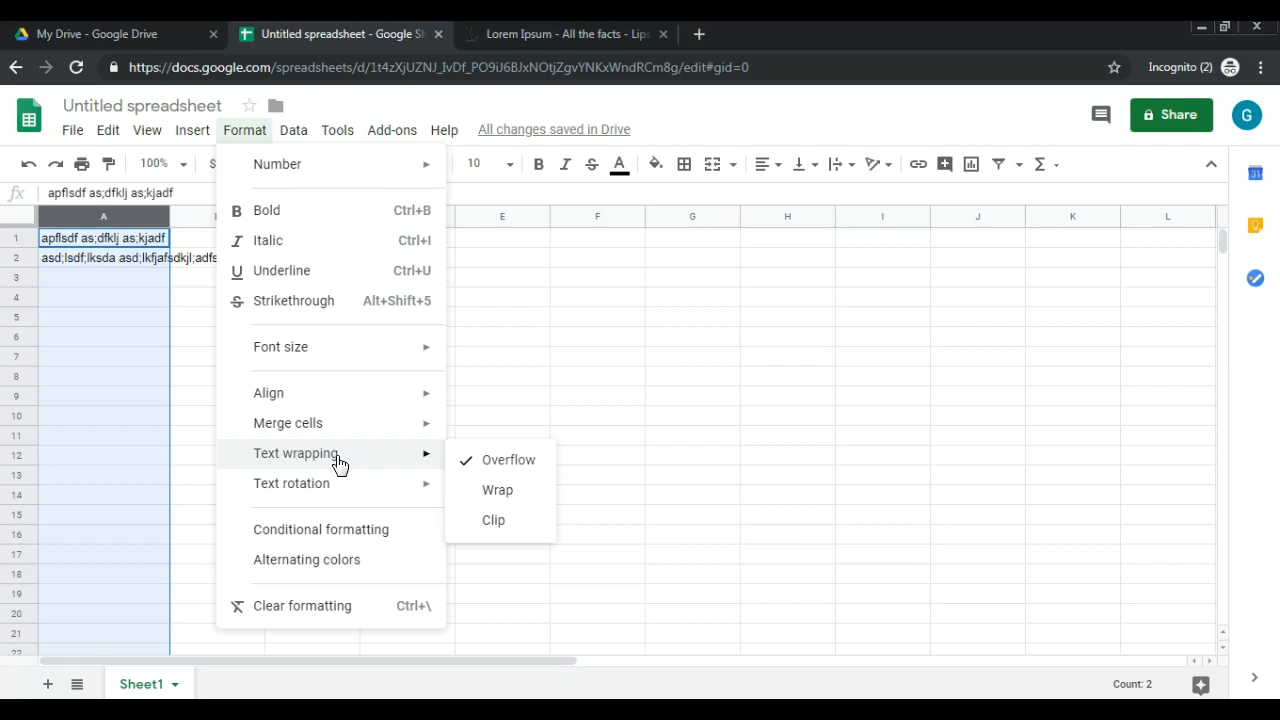 My Drive - Google Drive
Untitled spreadsheet - Google Sh
Lorem Ipsum - All the facts - Lips
https://docs.google.com/spreadsheets/d/1t4zXjUZNJ_IvDf_PO9iJ6BJxNOtjZgvYNKxWndRCm8g/edit#gid=0
Incognito (2)
Untitled spreadsheet
File Edit View Insert Format Data Tools Add-ons Help All changes saved in Drive
Share
G
100% $ 10
fx apflsdf as;dfklj as;kjadf
A E F G H I J K L
1 apflsdf as;dfklj as;kjadf
2 asd;lsdf;lksda asd;lkfjafsdkjl;adfs
3
4
5
6
7
8
9
10
11
12
13
14
15
16
17
18
19
20
21
22
Number
B Bold Ctrl+B
I Italic Ctrl+I
U Underline Ctrl+U
S Strikethrough Alt+Shift+5
Font size
Align
Merge cells
Text wrapping
Text rotation
Conditional formatting
Alternating colors
Clear formatting Ctrl+\
Overflow
Wrap
Clip
31
Sheet1
Count: 2